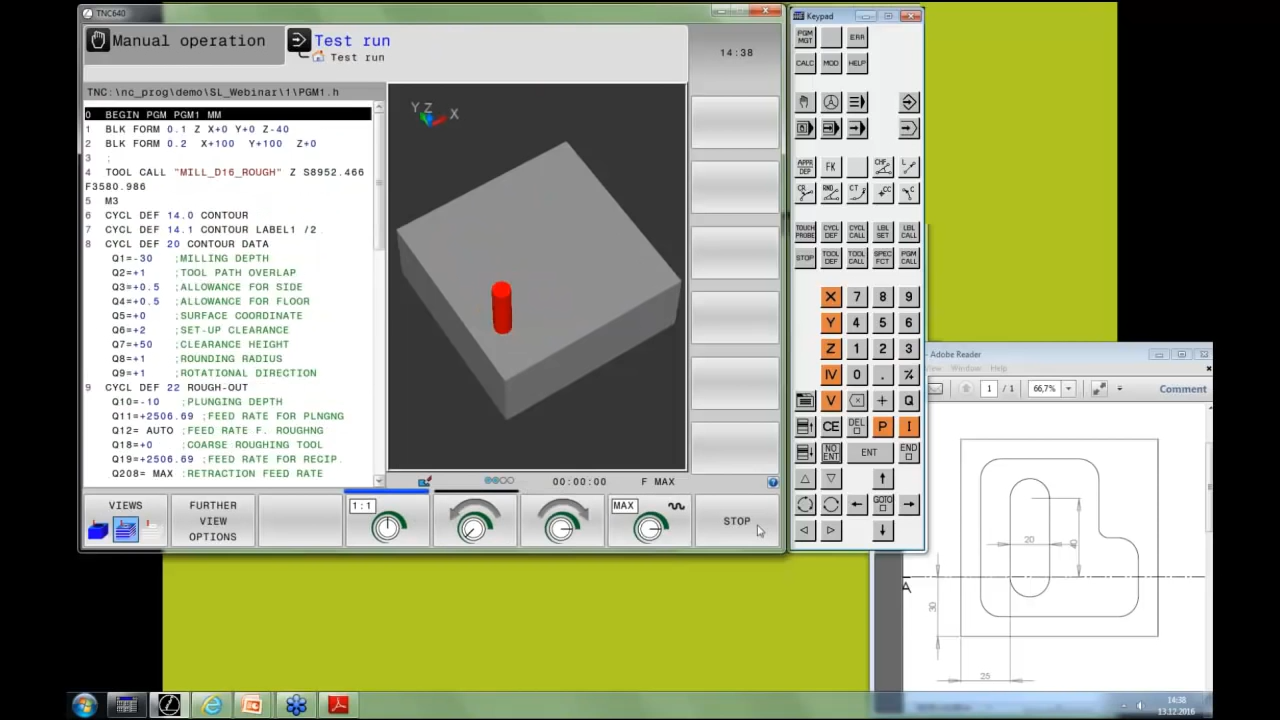 TNC640
Manual operation
Test run
Test run
14:38
TNC:\nc_prog\demo\SL_Webinar\1\PGM1.h
0 BEGIN PGM PGM1 MM
1 BLK FORM 0.1 Z X+0 Y+0 Z-40
2 BLK FORM 0.2 X+100 Y+100 Z+0
3 ;
4 TOOL CALL "MILL_D16_ROUGH" Z S8952.466
F3580.986
5 M3
6 CYCL DEF 14.0 CONTOUR
7 CYCL DEF 14.1 CONTOUR LABEL1 /2
8 CYCL DEF 20 CONTOUR DATA
Q1=-30 ;MILLING DEPTH
Q2=+1 ;TOOL PATH OVERLAP
Q3=+0.5 ;ALLOWANCE FOR SIDE
Q4=+0.5 ;ALLOWANCE FOR FLOOR
Q5=+0 ;SURFACE COORDINATE
Q6=+2 ;SET-UP CLEARANCE
Q7=+50 ;CLEARANCE HEIGHT
Q8=+1 ;ROUNDING RADIUS
Q9=+1 ;ROTATIONAL DIRECTION
9 CYCL DEF 22 ROUGH-OUT
Q10=-10 ;PLUNGING DEPTH
Q11=+2506.69 ;FEED RATE FOR PLNGNG
Q12= AUTO ;FEED RATE F. ROUGHNG
Q18=+0 ;COARSE ROUGHING TOOL
Q19=+2506.69 ;FEED RATE FOR RECIP.
Q208= MAX ;RETRACTION FEED RATE
Y Z X
00:00:00 F MAX
VIEWS
FURTHER
VIEW
OPTIONS
1:1
MAX
STOP
Keypad
PGM MGT ERR
CALC MOD HELP
APPR DEP FK CHF L
CR RND CT CC C
TOUCH PROBE CYCL DEF CYCL CALL LBL SET LBL CALL
STOP TOOL DEF TOOL CALL SPEC FCT PGM CALL
X 7 8 9
Y 4 5 6
Z 1 2 3
IV 0 .
V + Q
CE DEL P I
NO ENT ENT END
GOTO
- Adobe Reader
View Window Help
1 / 1 66,7% Comment
20
40
A
30
25
14:38
13.12.2016